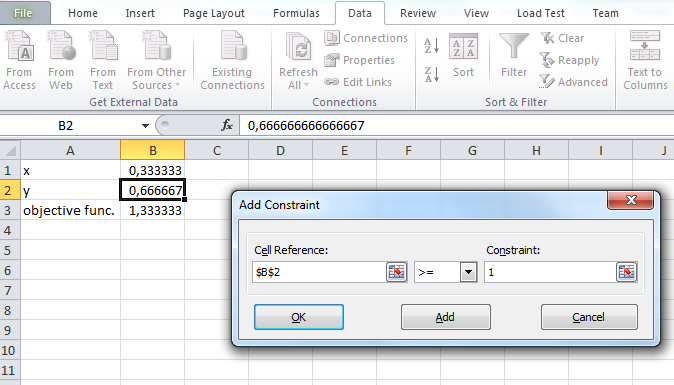 File Home Insert Page Layout Formulas Data Review View Load Test Team
From Access
From Web
From Text
From Other Sources
Existing Connections
Refresh All
Connections
Properties
Edit Links
A Z
Z A
Z A
A Z
Sort
Filter
Clear
Reapply
Advanced
Text to Columns
Get External Data
Connections
Sort & Filter
B2 fx 0,666666666666667
A B C D E F G H I J
1 x 0,333333
2 y 0,666667
3 objective func. 1,333333
4
5
6
7
8
9
10
11
Add Constraint
Cell Reference: Constraint:
$B$2 >= 1
OK Add Cancel